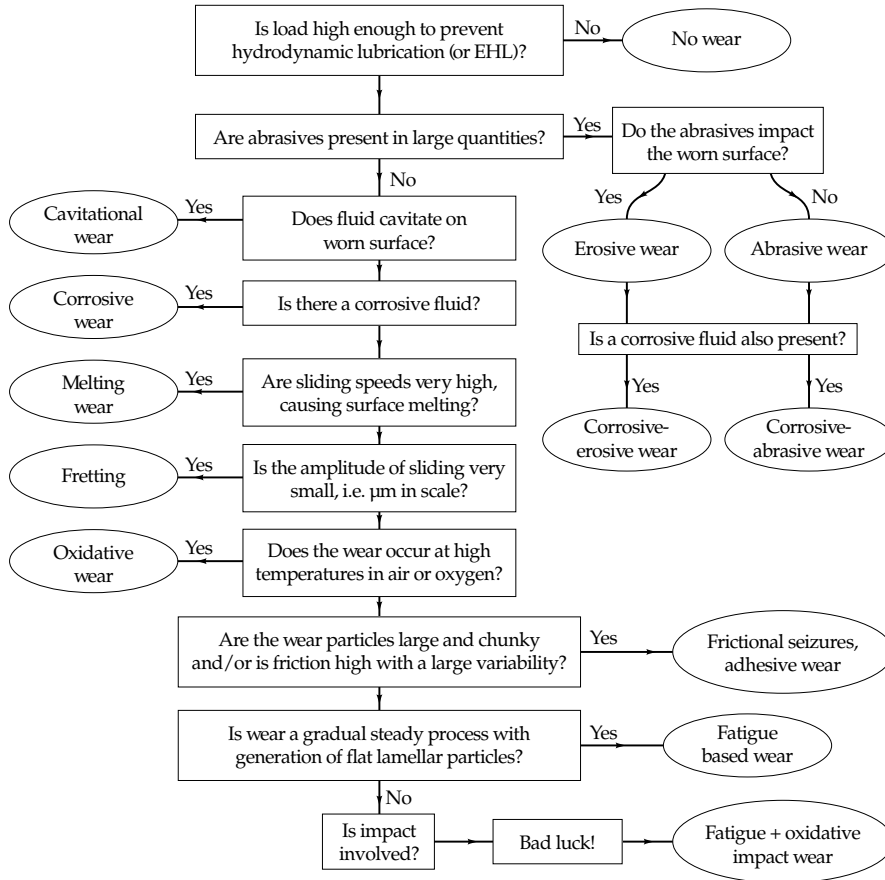 Is load high enough to prevent
hydrodynamic lubrication (or EHL)?
No
No wear
Are abrasives present in large quantities?
Yes
Do the abrasives impact
the worn surface?
No
Yes
No
Cavitational
wear
Yes
Does fluid cavitate on
worn surface?
Erosive wear
Abrasive wear
Corrosive
wear
Yes
Is there a corrosive fluid?
Is a corrosive fluid also present?
Melting
wear
Yes
Are sliding speeds very high,
causing surface melting?
Yes
Yes
Corrosive-
erosive wear
Corrosive-
abrasive wear
Fretting
Yes
Is the amplitude of sliding very
small, i.e. μm in scale?
Oxidative
wear
Yes
Does the wear occur at high
temperatures in air or oxygen?
Are the wear particles large and chunky
and/or is friction high with a large variability?
Yes
Frictional seizures,
adhesive wear
Is wear a gradual steady process with
generation of flat lamellar particles?
Yes
Fatigue
based wear
No
Is impact
involved?
Bad luck!
Fatigue + oxidative
impact wear